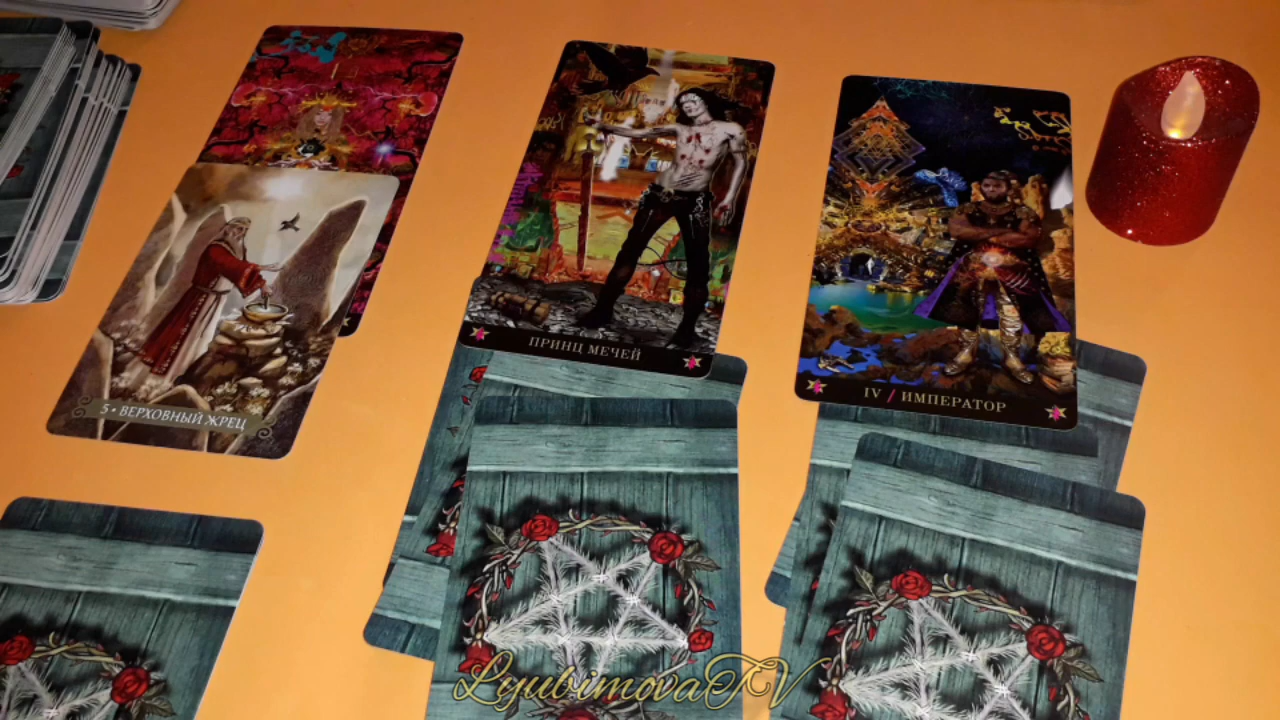 ПРИНЦ МЕЧЕЙ
IV / ИМПЕРАТОР
5 • ВЕРХОВНЫЙ ЖРЕЦ
LyubimovaTV